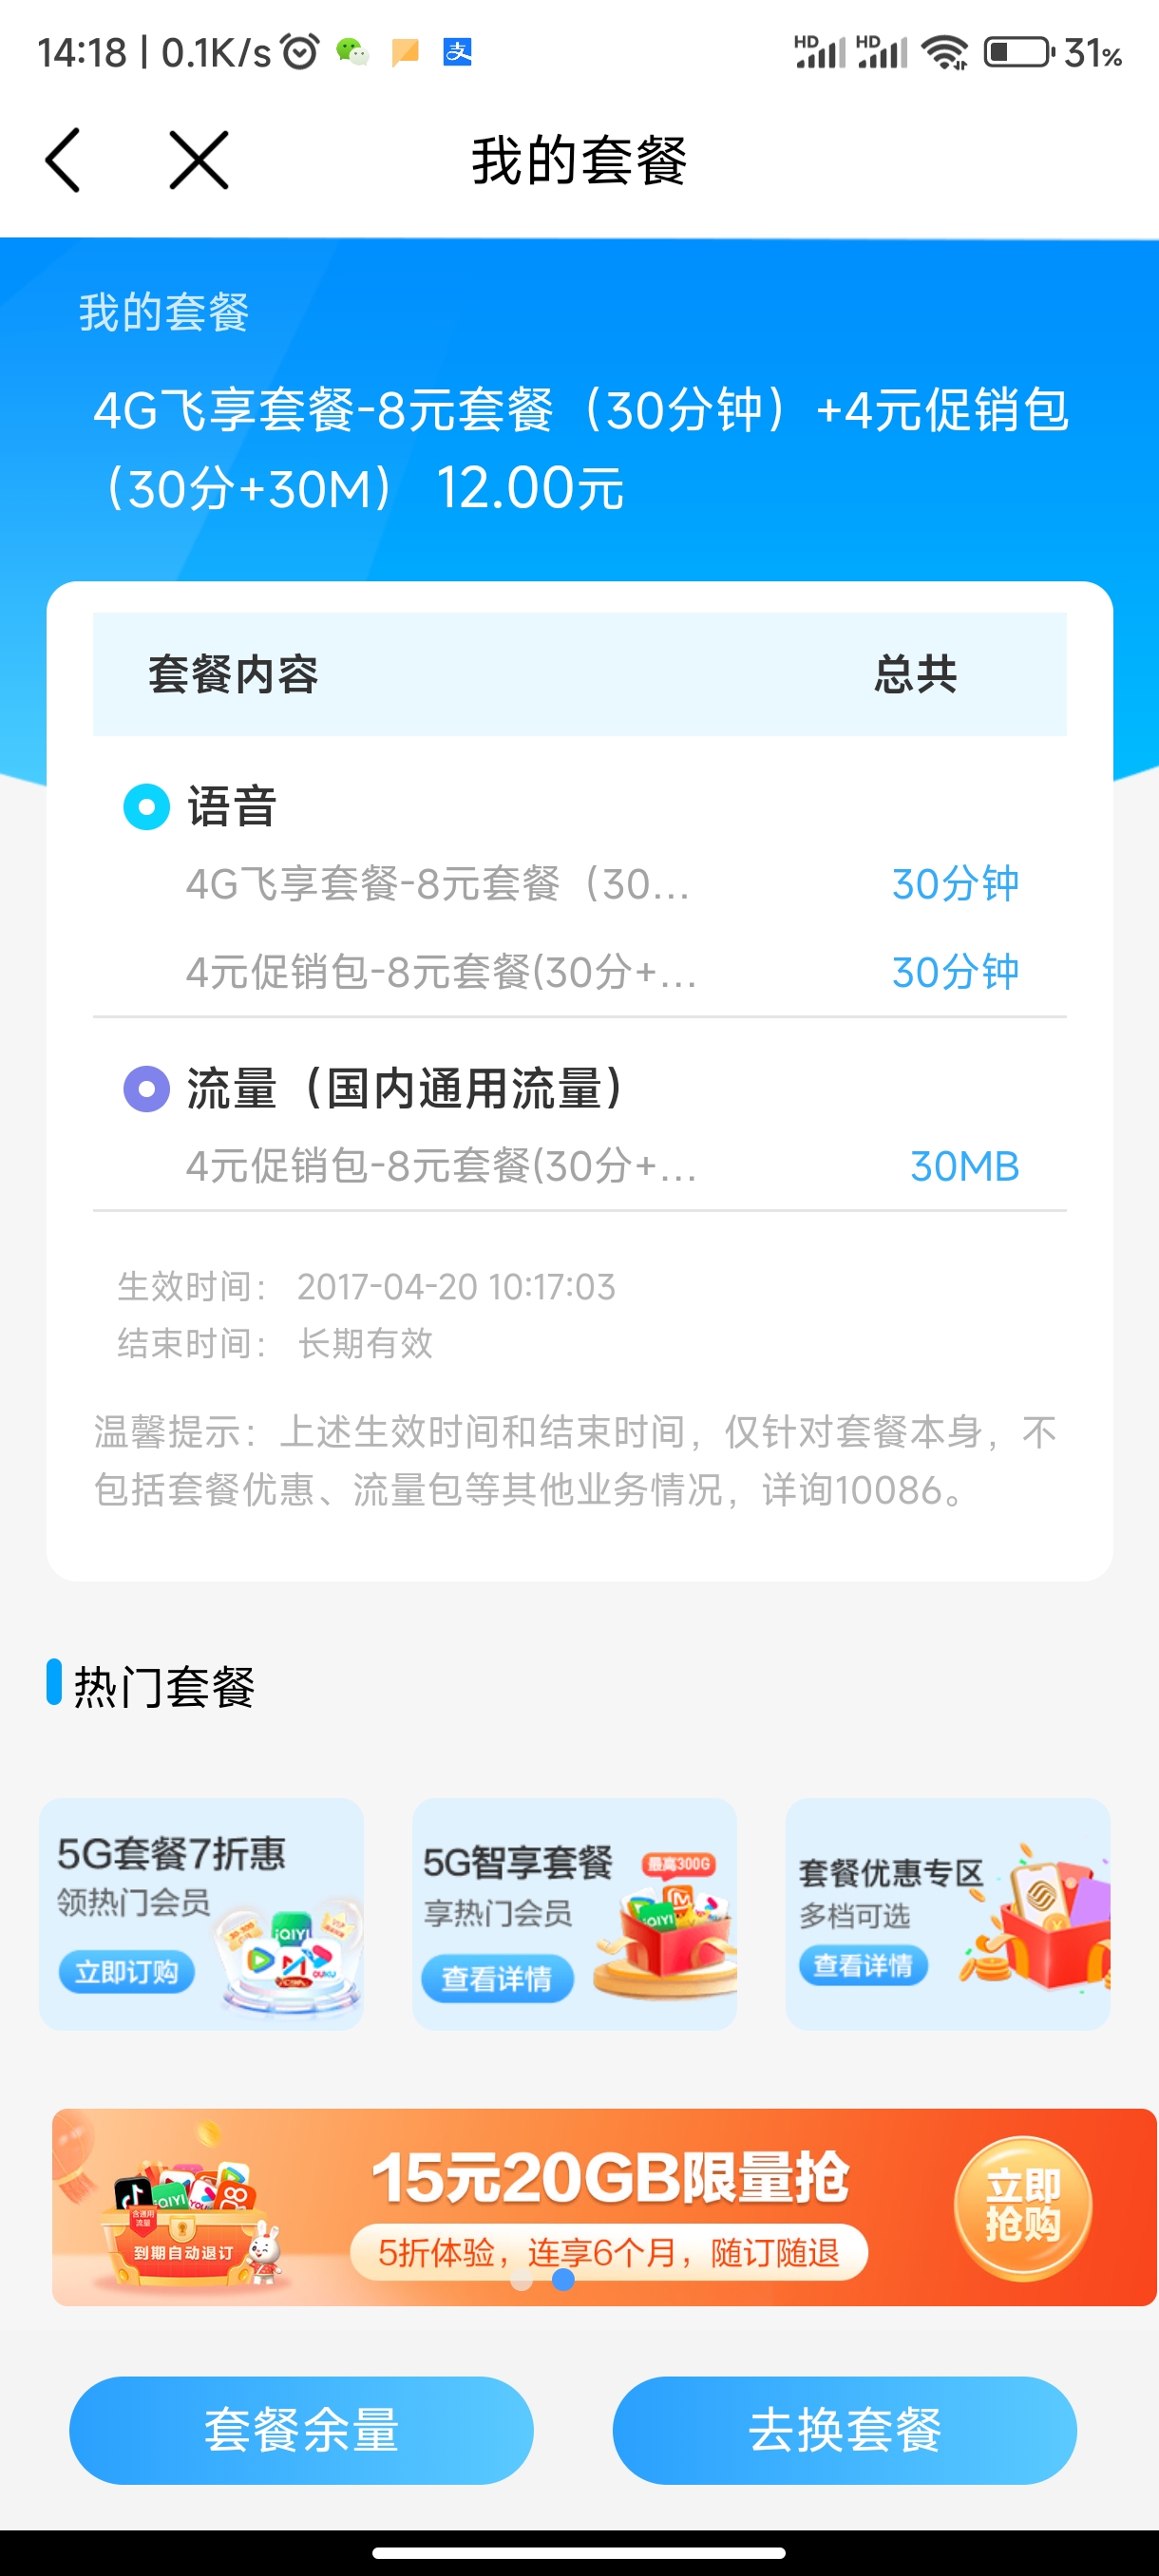 14:18 | 0.1K/s 支 HD HD 31%
我的套餐
我的套餐
4G飞享套餐-8元套餐（30分钟）+4元促销包
（30分+30M） 12.00元
套餐内容 总共
语音
4G飞享套餐-8元套餐（30... 30分钟
4元促销包-8元套餐(30分+... 30分钟
流量（国内通用流量）
4元促销包-8元套餐(30分+... 30MB
生效时间： 2017-04-20 10:17:03
结束时间： 长期有效
温馨提示：上述生效时间和结束时间，仅针对套餐本身，不
包括套餐优惠、流量包等其他业务情况，详询10086。
热门套餐
5G套餐7折惠
领热门会员
立即订购
iQIYI
5G智享套餐
最高300G
享热门会员
查看详情
套餐优惠专区
多档可选
查看详情
15元20GB限量抢
5折体验，连享6个月，随订随退
到期自动退订
立即
抢购
套餐余量 去换套餐